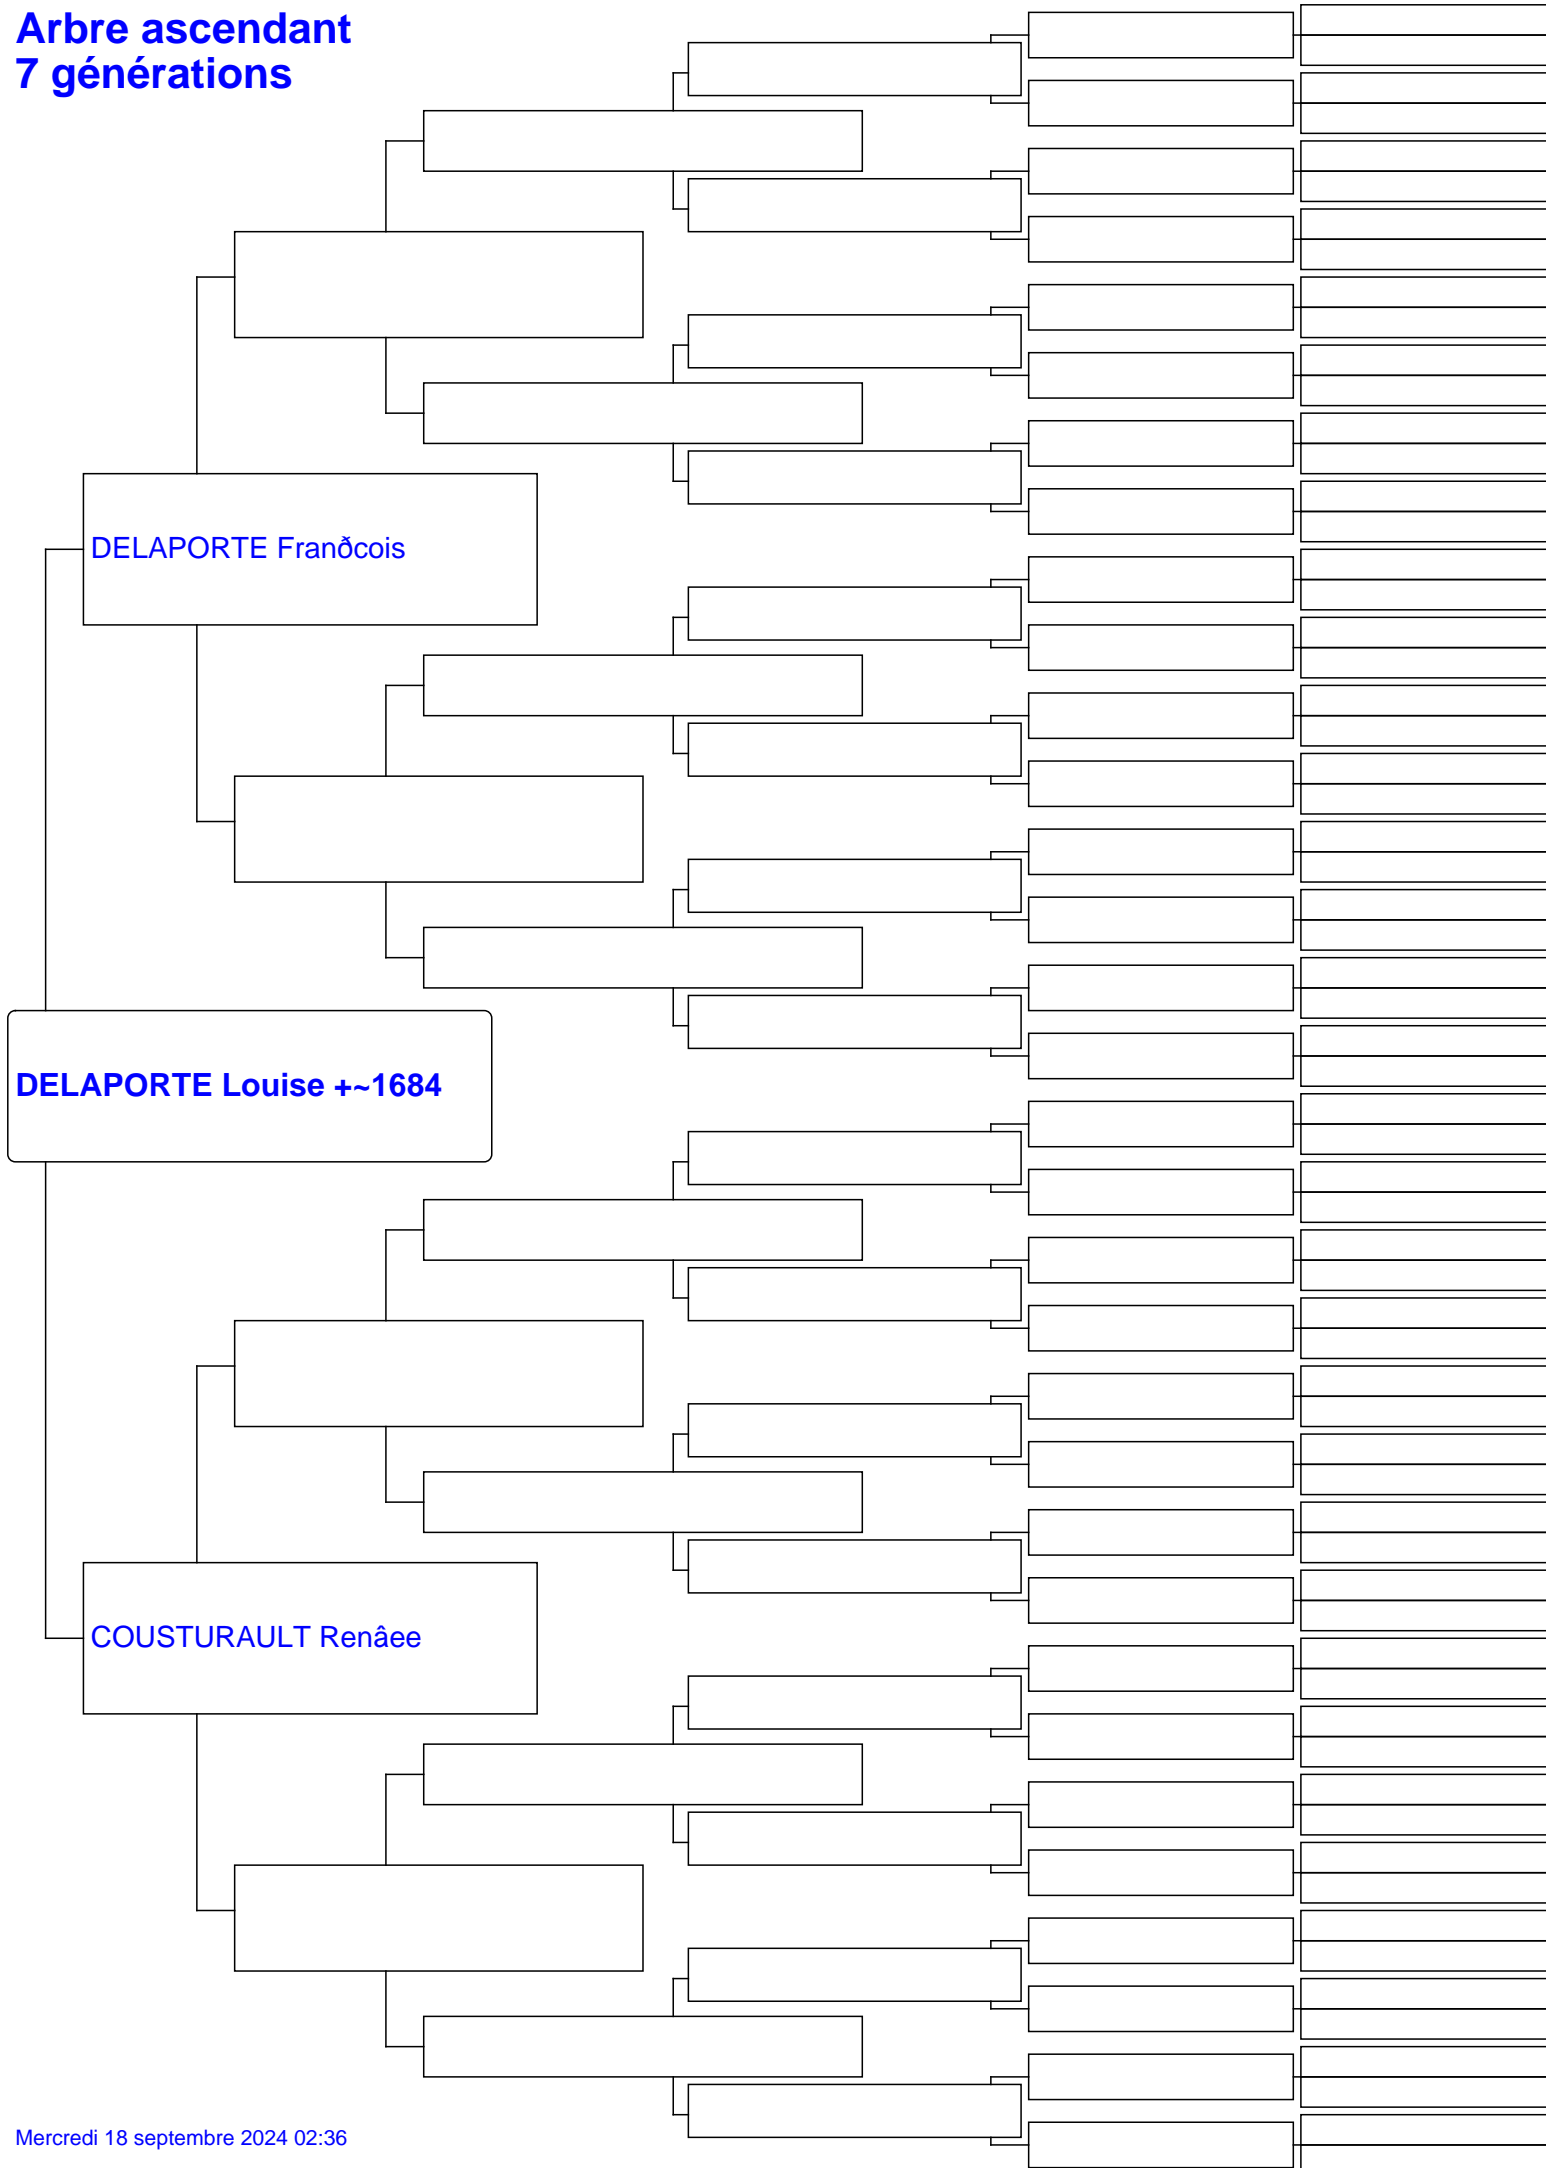 Arbre ascendant
7 générations
DELAPORTE Franðcois
DELAPORTE Louise +~1684
COUSTURAULT Renâee
Mercredi 18 septembre 2024 02:36